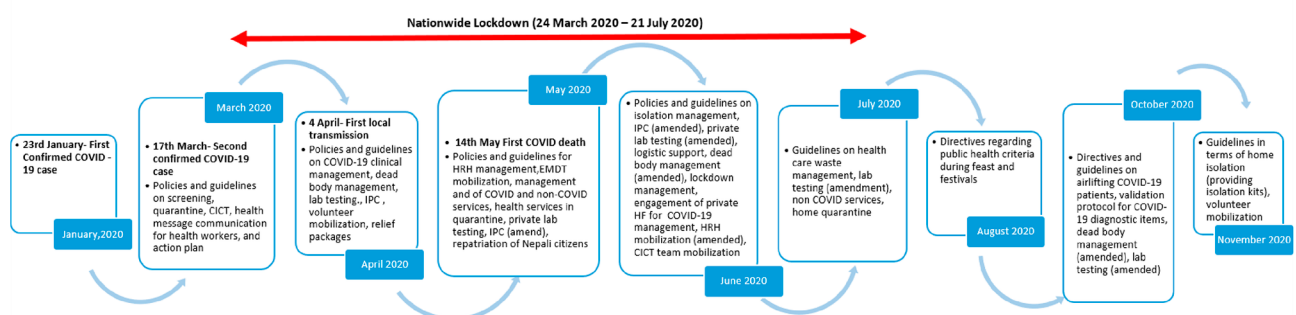 Nationwide Lockdown (24 March 2020 – 21 July 2020)
• 23rd January- First
Confirmed COVID -
19 case
January,2020
March 2020
• 17th March- Second
confirmed COVID-19
case
• Policies and guidelines
on screening,
quarantine, CICT, health
message communication
for health workers, and
action plan
• 4 April- First local
transmission
• Policies and guidelines
on COVID-19 clinical
management, dead
body management,
lab testing., IPC ,
volunteer
mobilization, relief
packages
April 2020
May 2020
• 14th May First COVID death
• Policies and guidelines for
HRH management,EMDT
mobilization, management
and of COVID and non-COVID
services, health services in
quarantine, private lab
testing, IPC (amend),
repatriation of Nepali citizens
• Policies and guidelines on
isolation management,
IPC (amended), private
lab testing (amended),
logistic support, dead
body management
(amended), lockdown
management,
engagement of private
HF for COVID-19
management, HRH
mobilization (amended),
CICT team mobilization
June 2020
July 2020
• Guidelines on health
care waste
management, lab
testing (amendment),
non COVID services,
home quarantine
• Directives regarding
public health criteria
during feast and
festivals
August 2020
October 2020
• Directives and
guidelines on
airlifting COVID-19
patients, validation
protocol for COVID-
19 diagnostic items,
dead body
management
(amended), lab
testing (amended)
• Guidelines in
terms of home
isolation
(providing
isolation kits),
volunteer
mobilization
November 2020